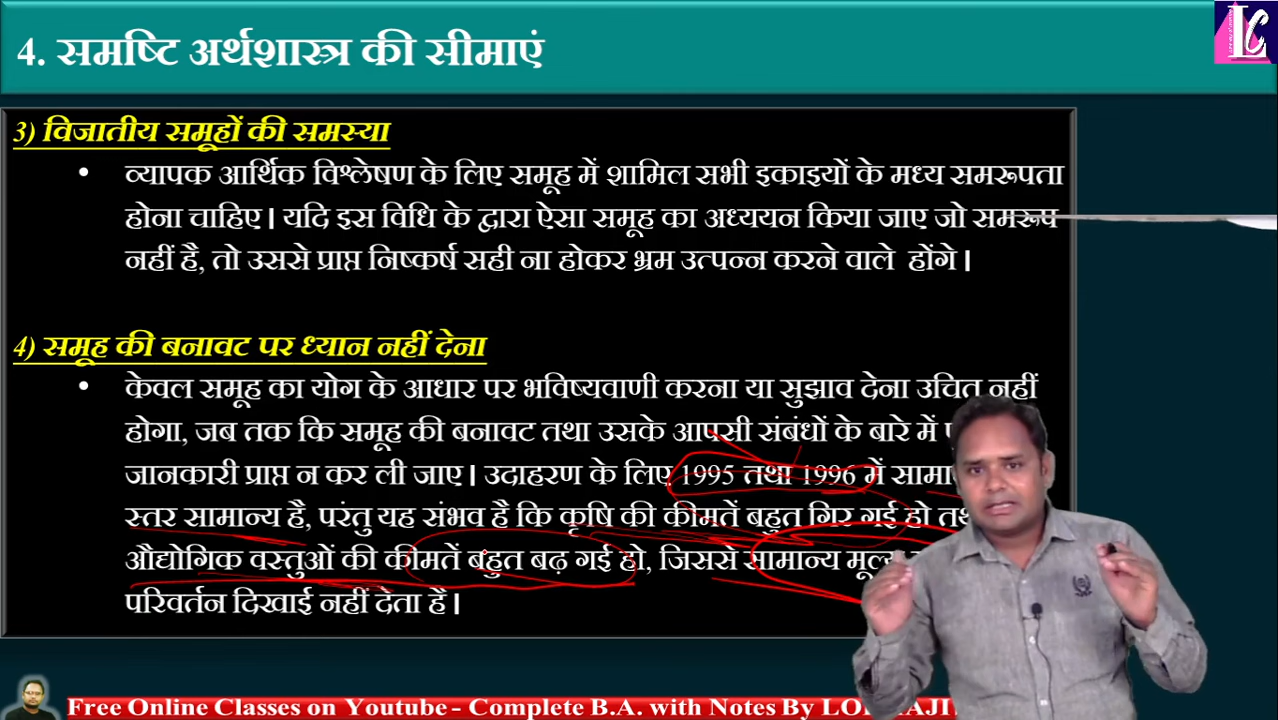 4. समष्टि अर्थशास्त्र की सीमाएं
LC
3) विजातीय समूहों की समस्या
• व्यापक आर्थिक विश्लेषण के लिए समूह में शामिल सभी इकाइयों के मध्य समरूपता
होना चाहिए। यदि इस विधि के द्वारा ऐसा समूह का अध्ययन किया जाए जो समरूप
नहीं है, तो उससे प्राप्त निष्कर्ष सही ना होकर भ्रम उत्पन्न करने वाले होंगे।
4) समूह की बनावट पर ध्यान नहीं देना
• केवल समूह का योग के आधार पर भविष्यवाणी करना या सुझाव देना उचित नहीं
होगा, जब तक कि समूह की बनावट तथा उसके आपसी संबंधों के बारे में
जानकारी प्राप्त न कर ली जाए। उदाहरण के लिए 1995 तथा 1996 में
स्तर सामान्य है, परंतु यह संभव है कि कृषि की कीमतें बहुत गिर गई हो
औद्योगिक वस्तुओं की कीमतें बहुत बढ़ गई हो, जिससे सामान्य
परिवर्तन दिखाई नहीं देता है।
Free Online Classes on Youtube - Complete B.A. with Notes By